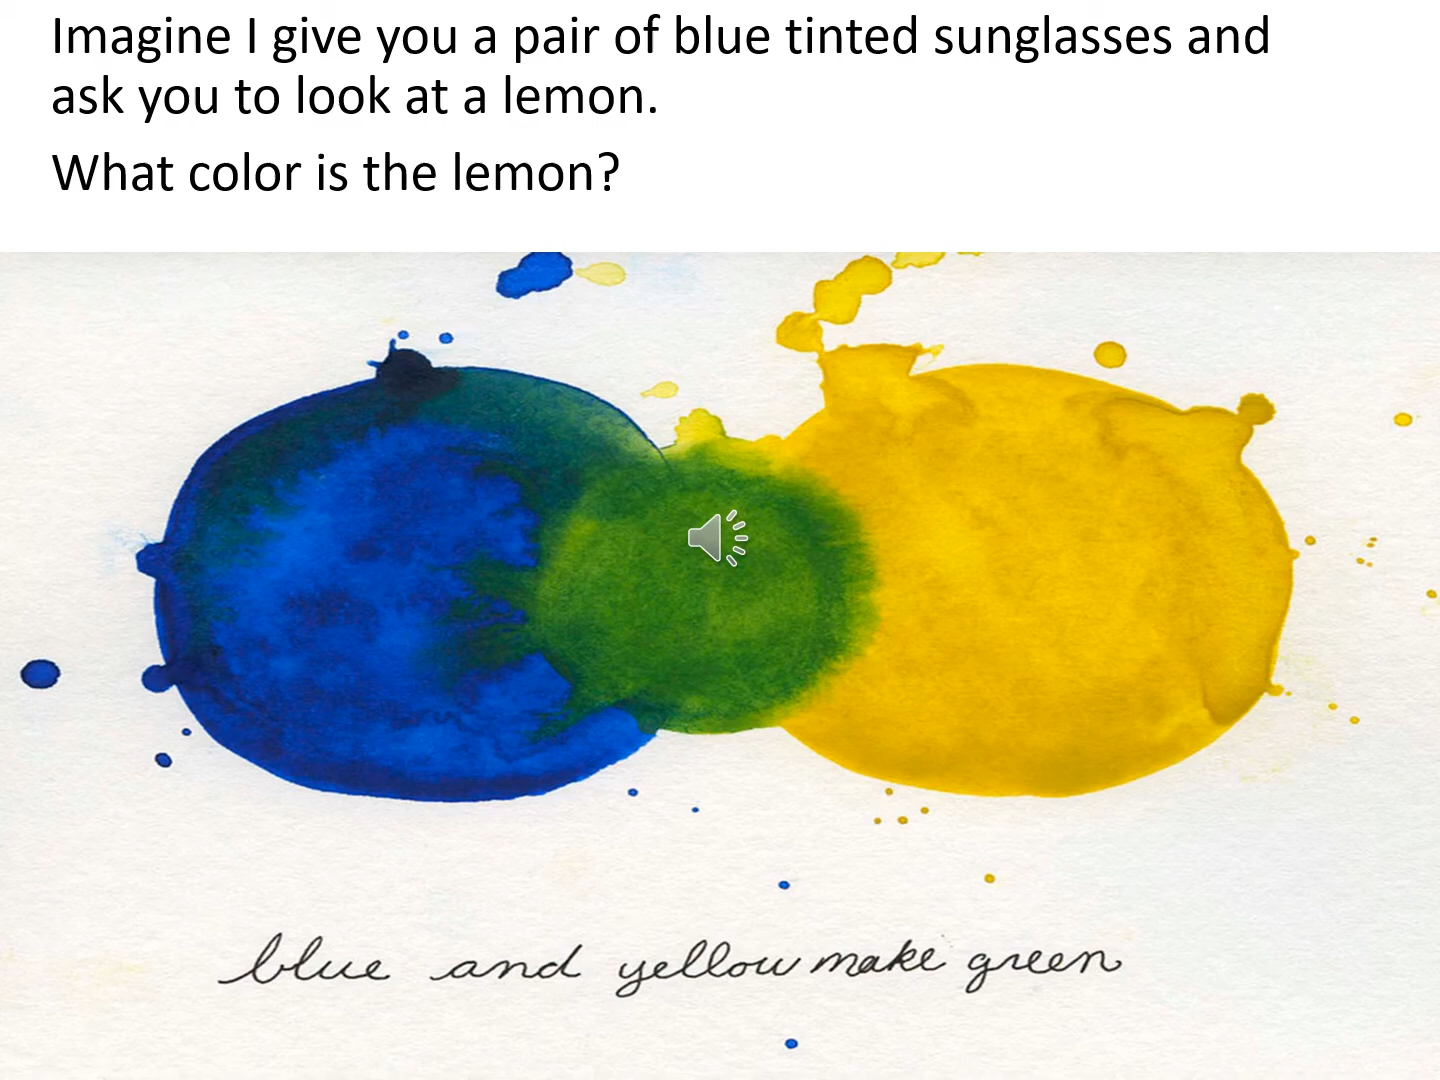 Imagine I give you a pair of blue tinted sunglasses and
ask you to look at a lemon.
What color is the lemon?
blue and yellow make green